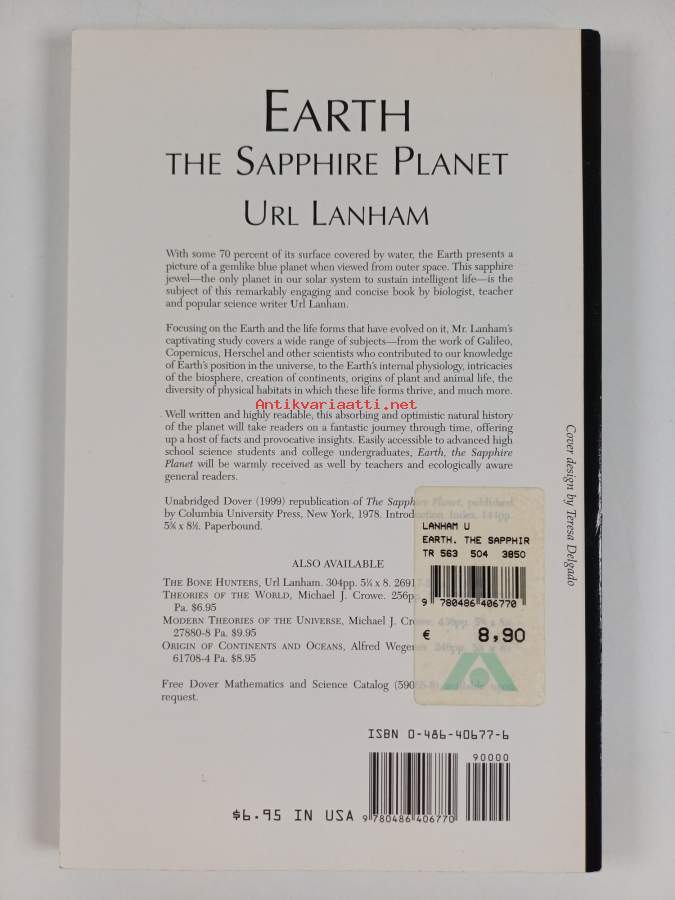 EARTH
THE SAPPHIRE PLANET
URL LANHAM
With some 70 percent of its surface covered by water, the Earth presents a
picture of a gemlike blue planet when viewed from outer space. This sapphire
jewel—the only planet in our solar system to sustain intelligent life—is the
subject of this remarkably engaging and concise book by biologist, teacher
and popular science writer Url Lanham.
Focusing on the Earth and the life forms that have evolved on it, Mr. Lanham's
captivating study covers a wide range of subjects—from the work of Galileo,
Copernicus, Herschel and other scientists who contributed to our knowledge
of Earth's position in the universe, to the Earth's internal physiology, intricacies
of the biosphere, creation of continents, origins of plant and animal life, the
diversity of physical habitats in which these life forms thrive, and much more.
Antikvariaatti.net
Well written and highly readable, this absorbing and optimistic natural history
of the planet will take readers on a fantastic journey through time, offering
up a host of facts and provocative insights. Easily accessible to advanced high
school science students and college undergraduates, Earth, the Sapphire
Planet will be warmly received as well by teachers and ecologically aware
general readers.
Unabridged Dover (1999) republication of The Sapphire Planet, published
by Columbia University Press, New York, 1978. Introduction. Index. 144pp.
5⅜ x 8½. Paperbound.
ALSO AVAILABLE
THE BONE HUNTERS, Url Lanham. 304pp. 5¼ x 8. 26917
THEORIES OF THE WORLD, Michael J. Crowe. 256pp.
Pa. $6.95
MODERN THEORIES OF THE UNIVERSE, Michael J. Crowe.
27880-8 Pa. $9.95
ORIGIN OF CONTINENTS AND OCEANS, Alfred Wegener.
61708-4 Pa. $8.95
Free Dover Mathematics and Science Catalog
request.
LANHAM U
EARTH. THE SAPPHIR
TR 563 504 3850
9 780486 406770
€ 8,90
Cover design by Teresa Delgado
ISBN 0-486-40677-6
90000
$6.95 IN USA
9 780486 406770